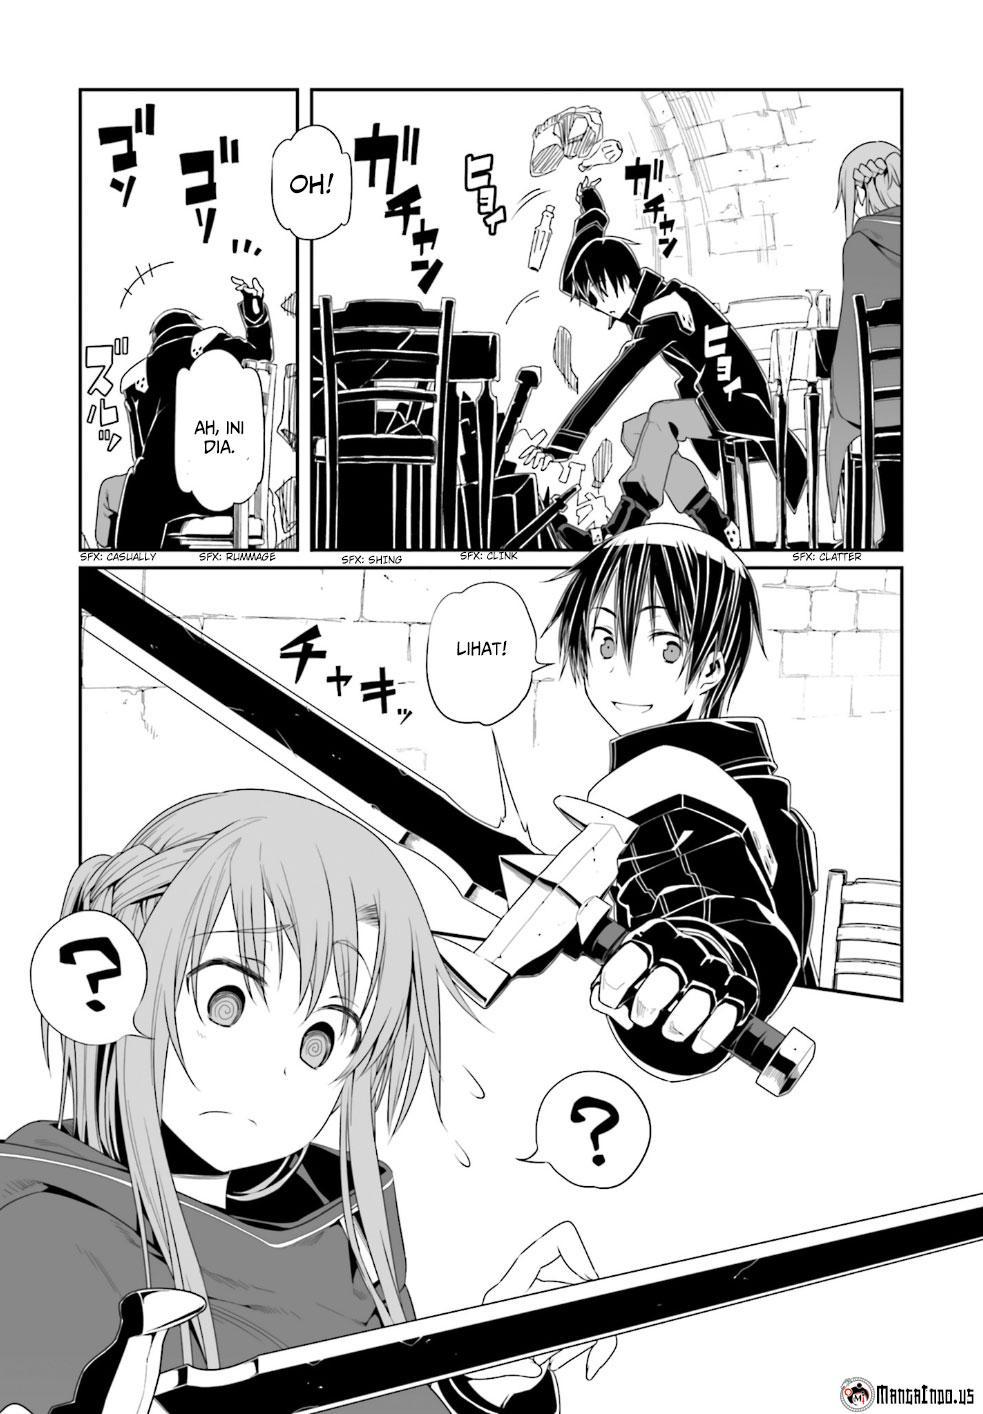 ガチャン
ヒョイ
ガチャン
ヒョイ
OH!
ゴソ
ゴソ
ズルッ
AH, INI
DIA.
SFX: CASUALLY
SFX: RUMMAGE
SFX: SHING
SFX: CLINK
SFX: CLATTER
LIHAT!
チャキッ
?
?
MANGAINDO.US